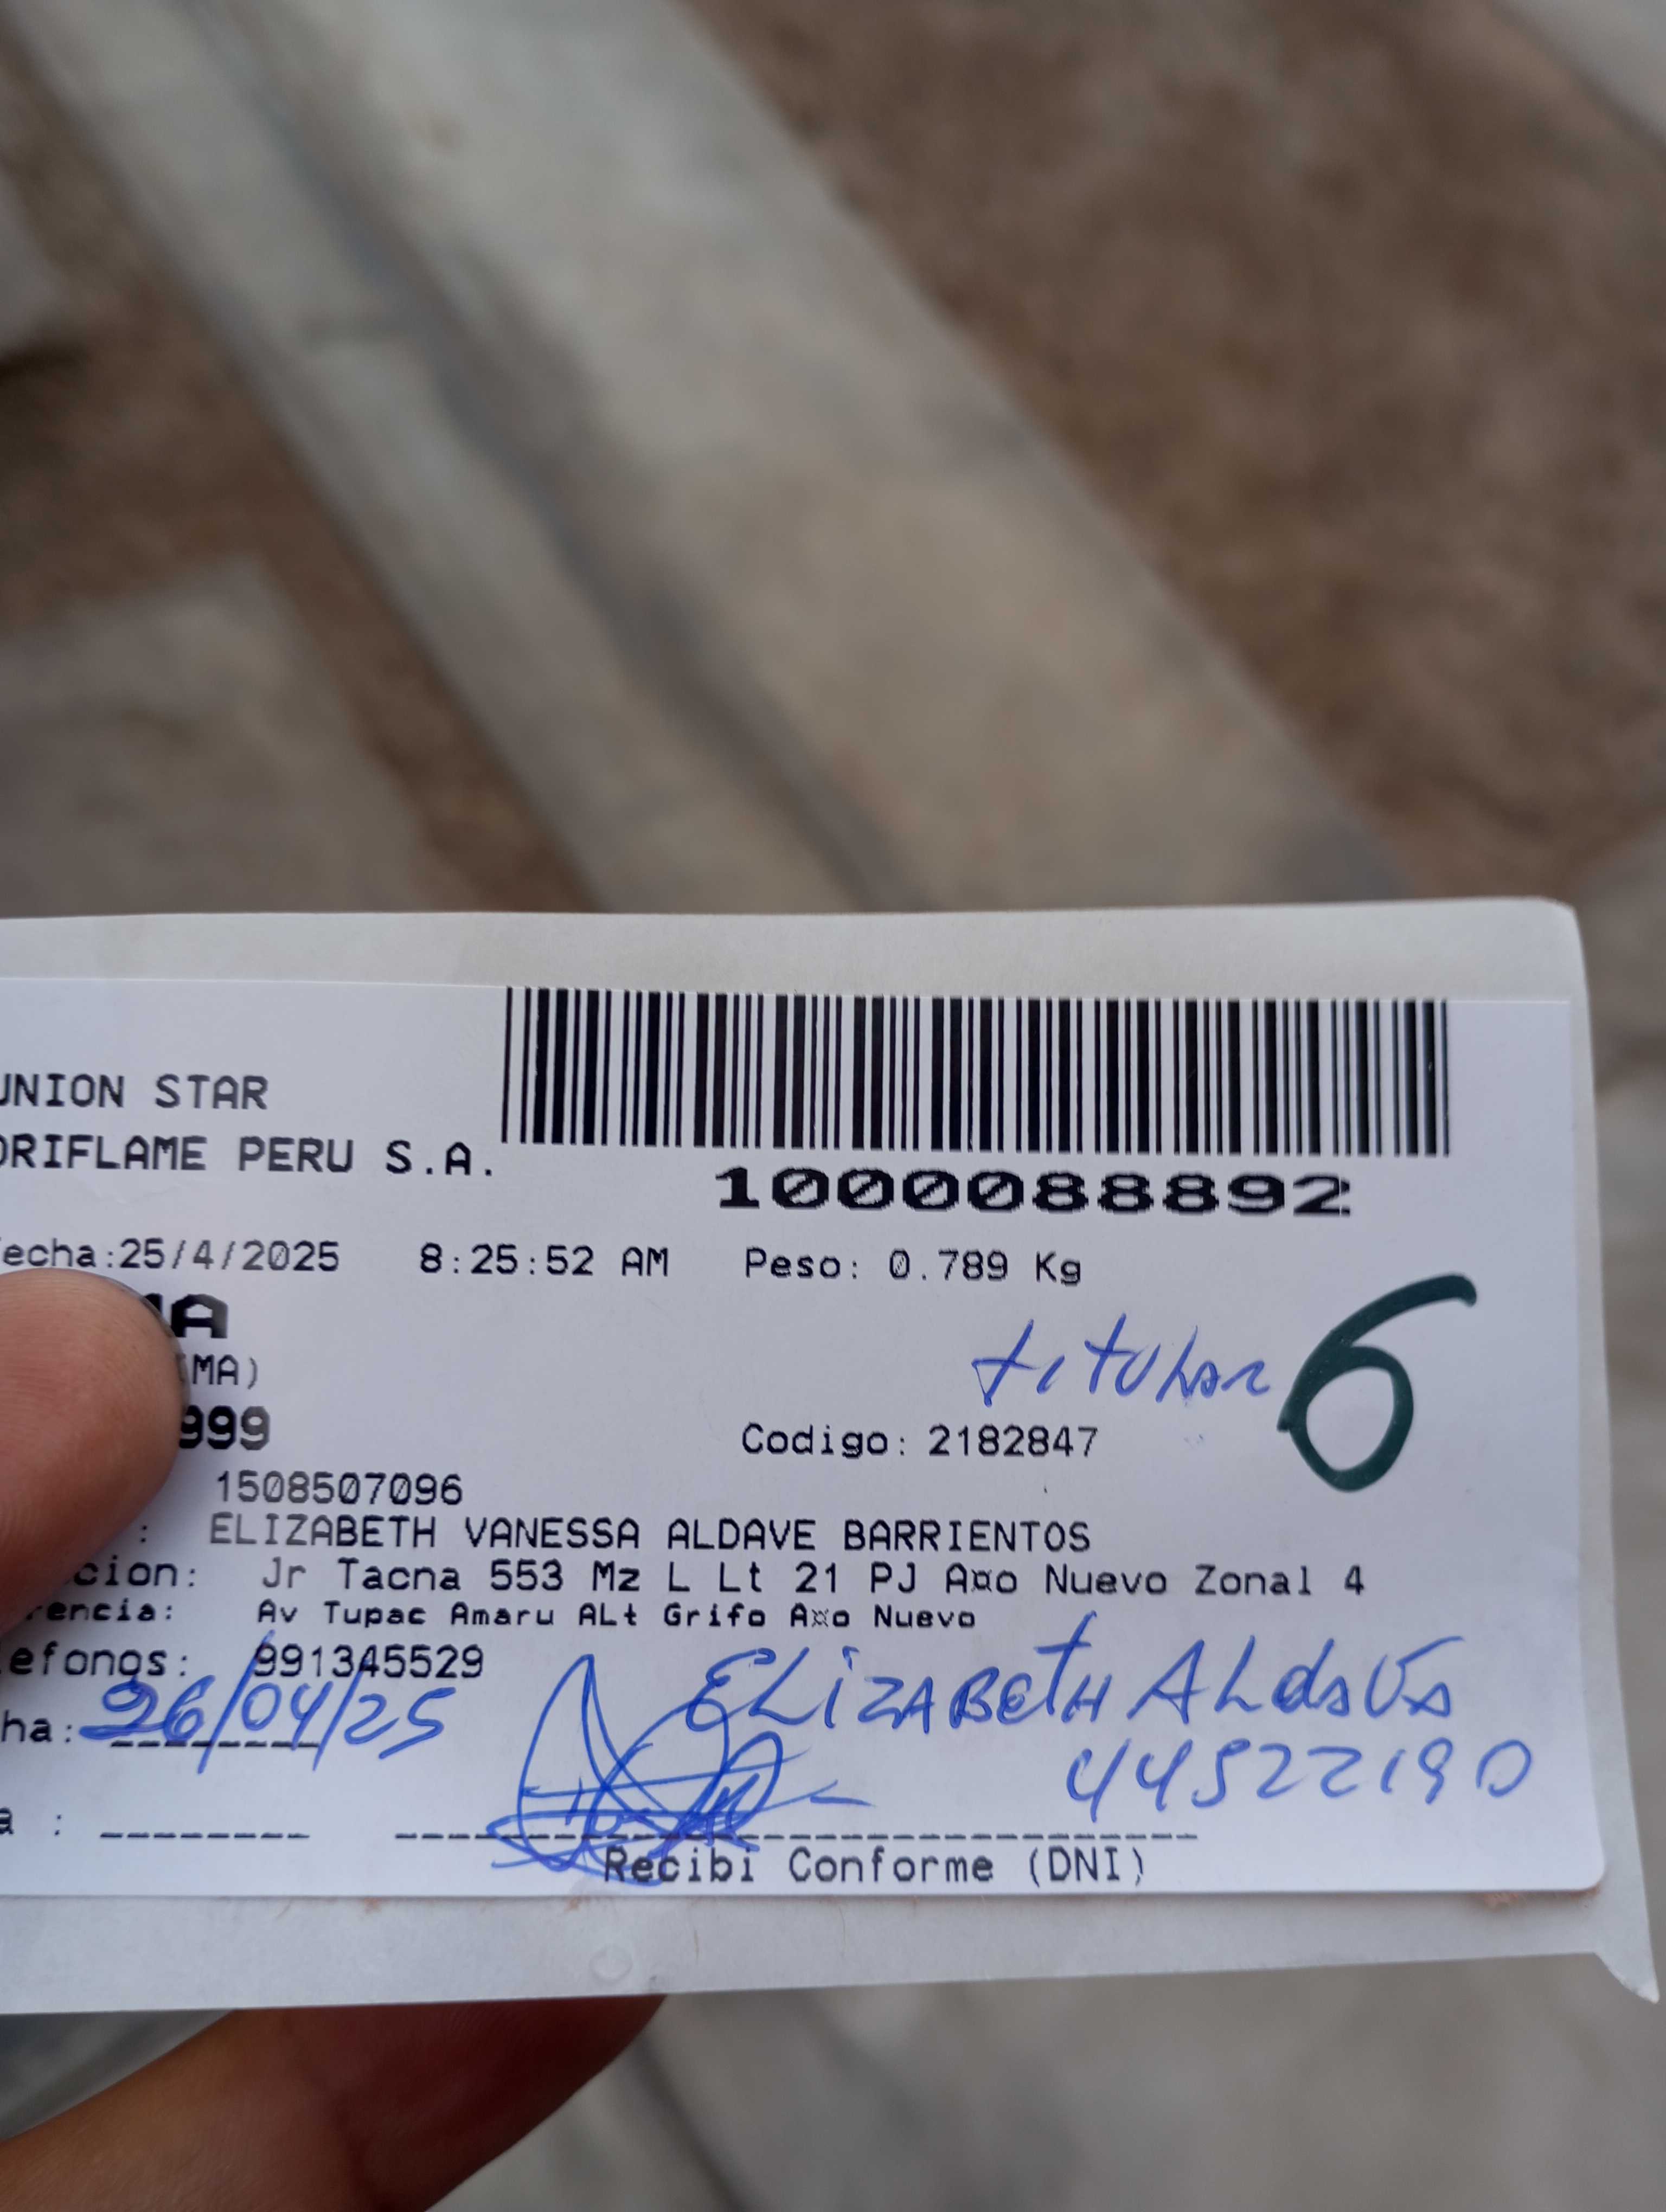 UNION STAR
ORIFLAME PERU S.A.
1000088892
echa:25/4/2025 8:25:52 AM Peso: 0.789 Kg
MA)
titular 6
999
Codigo: 2182847
1508507096
: ELIZABETH VANESSA ALDAVE BARRIENTOS
cion: Jr Tacna 553 Mz L Lt 21 PJ A¤o Nuevo Zonal 4
rencia: Av Tupac Amaru ALt Grifo A¤o Nuevo
efonos: 991345529
ELIZABETH ALdaVe
ha: 26/04/25
44522190
a :
Recibi Conforme (DNI)